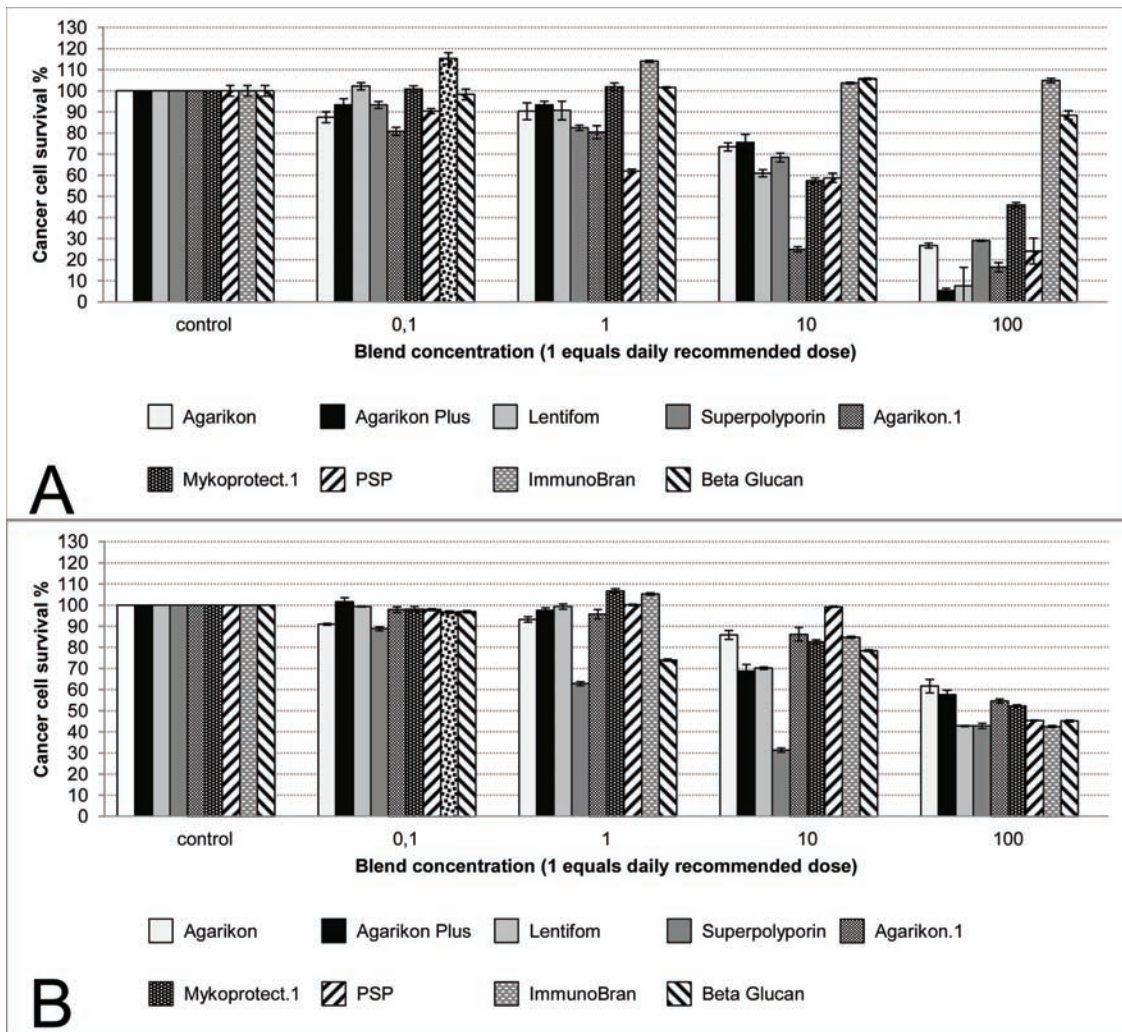 Cancer cell survival %
130
120
110
100
90
80
70
60
50
40
30
20
10
0
control 0,1 1 10 100
Blend concentration (1 equals daily recommended dose)
Agarikon Agarikon Plus Lentifom Superpolyporin Agarikon.1
Mykoprotect.1 PSP ImmunoBran Beta Glucan
A
Cancer cell survival %
130
120
110
100
90
80
70
60
50
40
30
20
10
0
control 0,1 1 10 100
Blend concentration (1 equals daily recommended dose)
Agarikon Agarikon Plus Lentifom Superpolyporin Agarikon.1
Mykoprotect.1 PSP ImmunoBran Beta Glucan
B